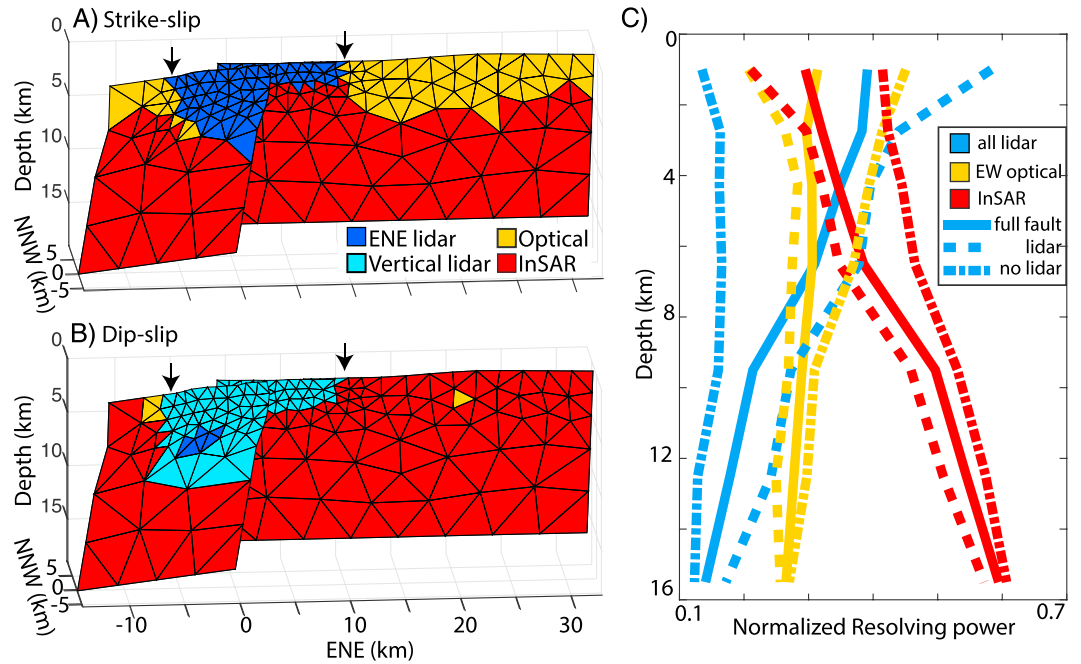 A) Strike-slip
0
5
10
15
Depth (km)
NNW (km)
5
0
-5
ENE lidar
Optical
Vertical lidar
InSAR
B) Dip-slip
0
5
10
15
Depth (km)
NNW (km)
5
0
-5
-10
0
10
20
30
ENE (km)
C)
0
4
8
12
16
Depth (km)
all lidar
EW optical
InSAR
full fault
lidar
no lidar
0.1
0.7
Normalized Resolving power